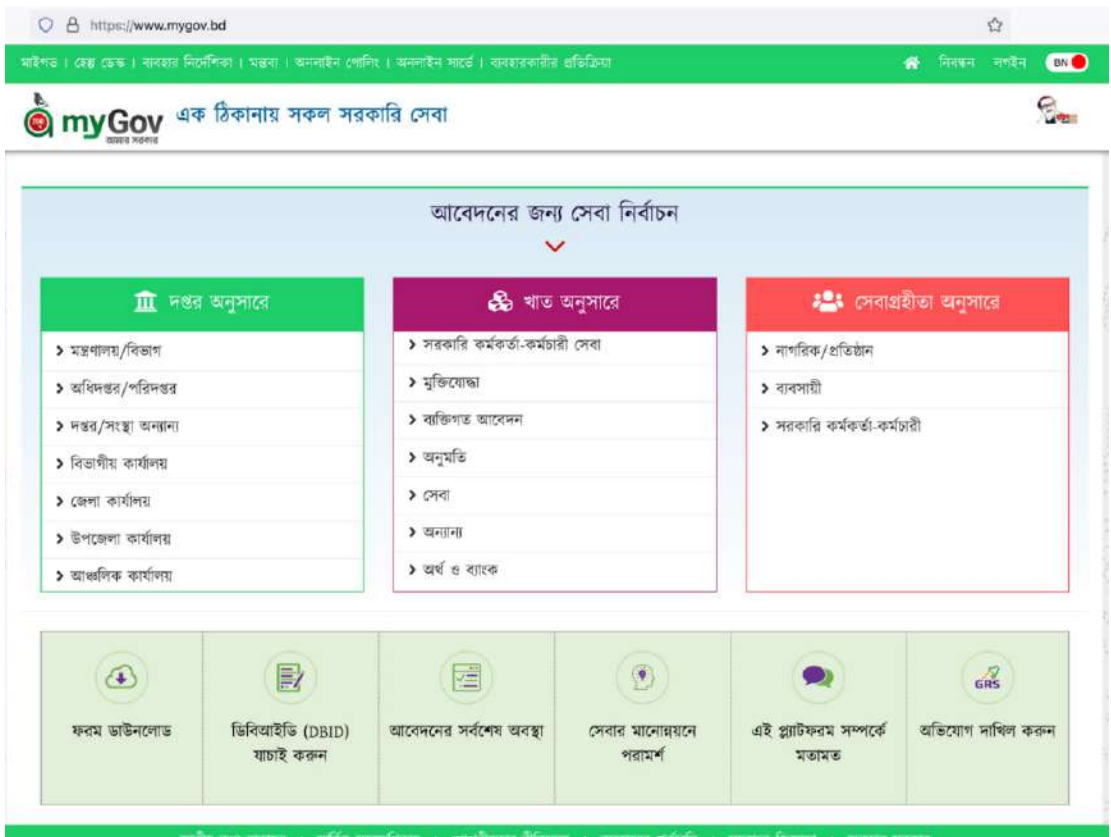 https://www.mygov.bd
মাইগভ | হেল্প ডেস্ক | ব্যবহার নির্দেশিকা | মন্তব্য | অনলাইন পোলিং | অনলাইন সার্ভে | ব্যবহারকারীর প্রতিক্রিয়া
নিবন্ধন লগইন BN
myGov এক ঠিকানায় সকল সরকারি সেবা
আমার সরকার
আবেদনের জন্য সেবা নির্বাচন
দপ্তর অনুসারে
মন্ত্রণালয়/বিভাগ
অধিদপ্তর/পরিদপ্তর
দপ্তর/সংস্থা অন্যান্য
বিভাগীয় কার্যালয়
জেলা কার্যালয়
উপজেলা কার্যালয়
আঞ্চলিক কার্যালয়
খাত অনুসারে
সরকারি কর্মকর্তা-কর্মচারী সেবা
মুক্তিযোদ্ধা
ব্যক্তিগত আবেদন
অনুমতি
সেবা
অন্যান্য
অর্থ ও ব্যাংক
সেবাগ্রহীতা অনুসারে
নাগরিক/প্রতিষ্ঠান
ব্যবসায়ী
সরকারি কর্মকর্তা-কর্মচারী
ফরম ডাউনলোড
ডিবিআইডি (DBID)
যাচাই করুন
আবেদনের সর্বশেষ অবস্থা
সেবার মানোন্নয়নে
পরামর্শ
এই প্ল্যাটফরম সম্পর্কে
মতামত
GRS
অভিযোগ দাখিল করুন